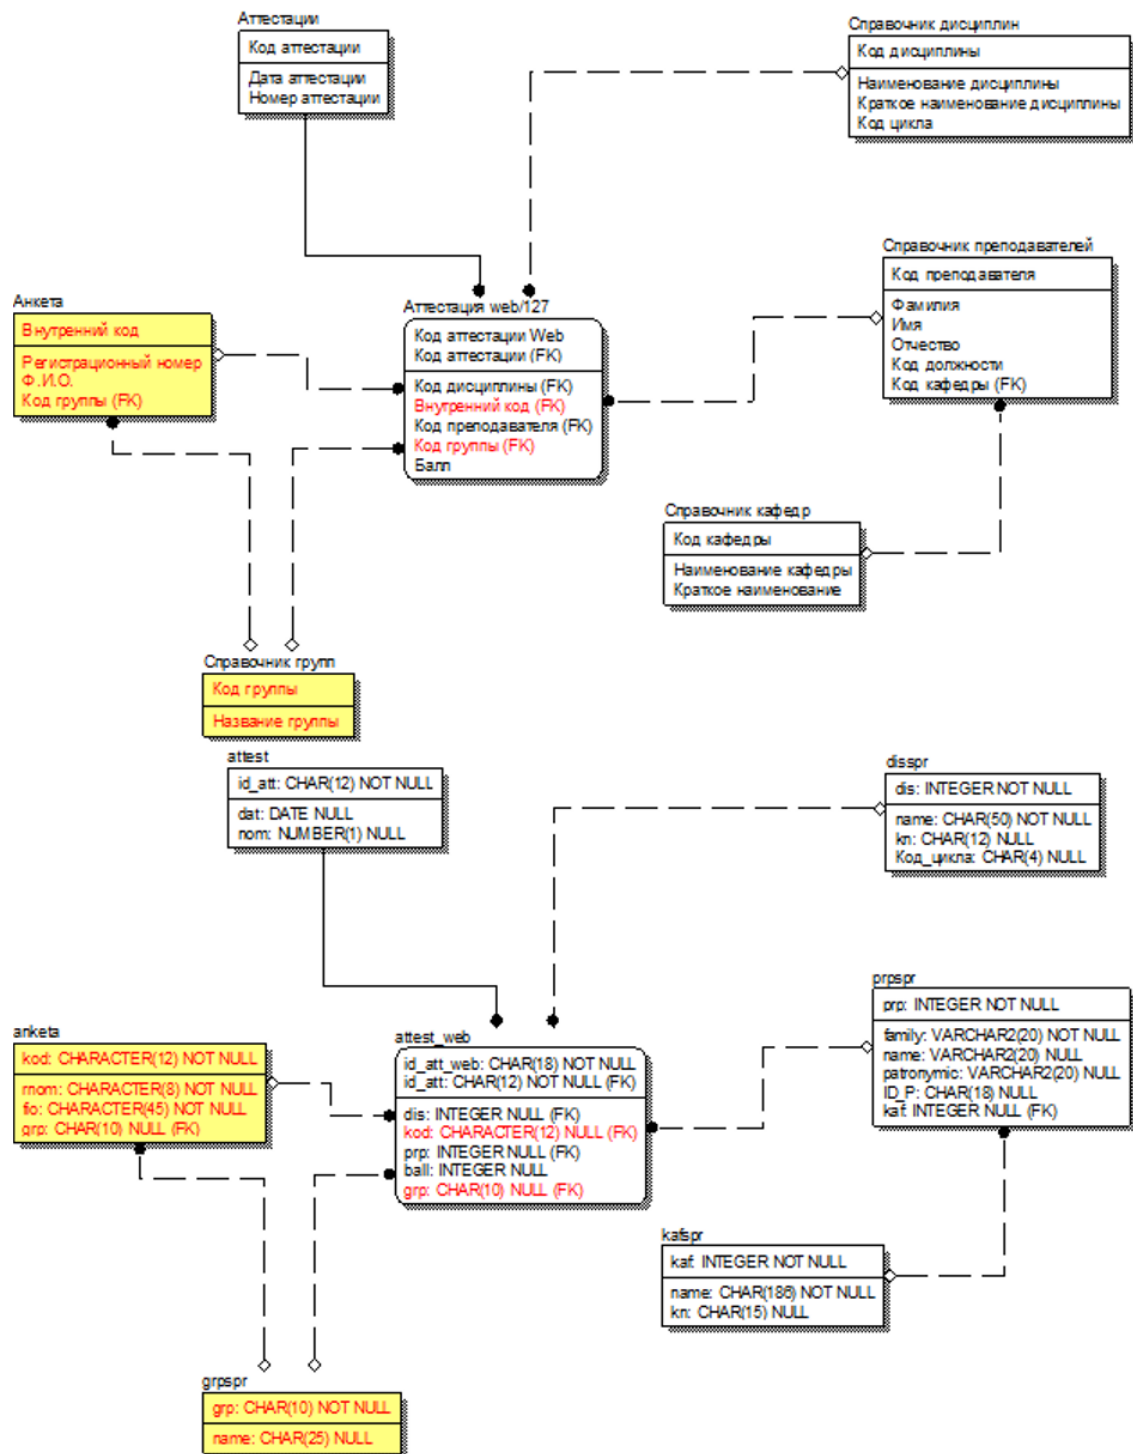 Аттестации
Код аттестации
Дата аттестации
Номер аттестации
Справочник дисциплин
Код дисциплины
Наименование дисциплины
Краткое наименование дисциплины
Код цикла
Справочник преподавателей
Код преподавателя
Фамилия
Имя
Отчество
Код должности
Код кафедры (FK)
Анкета
Внутренний код
Регистрационный номер
Ф.И.О.
Код группы (FK)
Аттестация web/127
Код аттестации Web
Код аттестации (FK)
Код дисциплины (FK)
Внутренний код (FK)
Код преподавателя (FK)
Код группы (FK)
Балл
Справочник кафедр
Код кафедры
Наименование кафедры
Краткое наименование
Справочник групп
Код группы
Название группы
attest
id_att: CHAR(12) NOT NULL
dat: DATE NULL
nom: NUMBER(1) NULL
disspr
dis: INTEGER NOT NULL
name: CHAR(50) NOT NULL
kn: CHAR(12) NULL
Код_цикла: CHAR(4) NULL
prpspr
prp: INTEGER NOT NULL
family: VARCHAR2(20) NOT NULL
name: VARCHAR2(20) NULL
patronymic: VARCHAR2(20) NULL
ID_P: CHAR(18) NULL
kaf: INTEGER NULL (FK)
anketa
kod: CHARACTER(12) NOT NULL
rnom: CHARACTER(8) NOT NULL
fio: CHARACTER(45) NOT NULL
grp: CHAR(10) NULL (FK)
attest_web
id_att_web: CHAR(18) NOT NULL
id_att: CHAR(12) NOT NULL (FK)
dis: INTEGER NULL (FK)
kod: CHARACTER(12) NULL (FK)
prp: INTEGER NULL (FK)
ball: INTEGER NULL
grp: CHAR(10) NULL (FK)
kafspr
kaf: INTEGER NOT NULL
name: CHAR(186) NOT NULL
kn: CHAR(15) NULL
grpspr
grp: CHAR(10) NOT NULL
name: CHAR(25) NULL